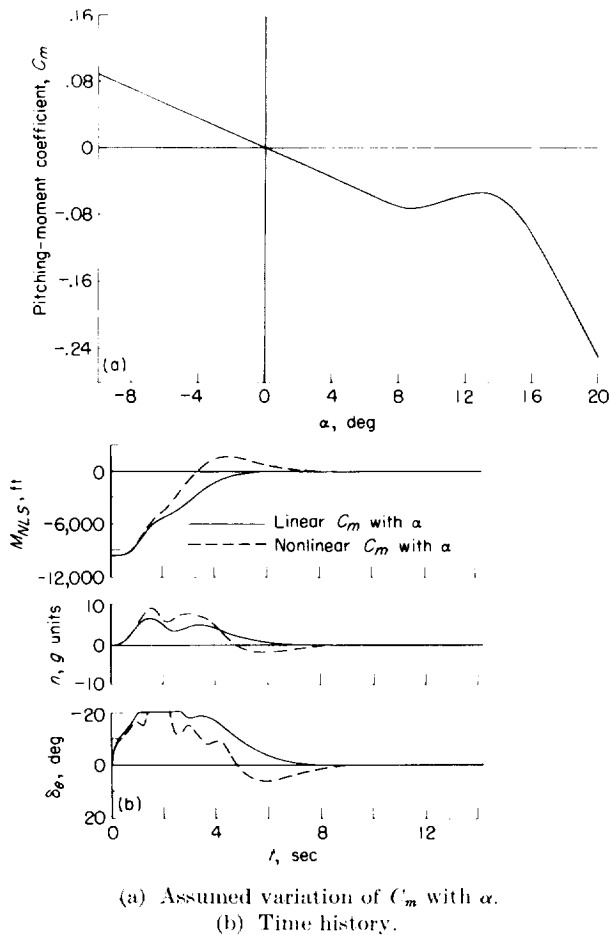 Pitching-moment coefficient, Cm
.08
0
-.08
-.16
-.24
(a)
-8 -4 0 4 8 12 16 20
α, deg
M_NLS, ft
0
-6,000
-12,000
Linear Cm with α
Nonlinear Cm with α
n, g units
10
0
-10
δe, deg
-20
0
20
(b)
0 4 8 12
t, sec
(a) Assumed variation of Cm with α.
(b) Time history.